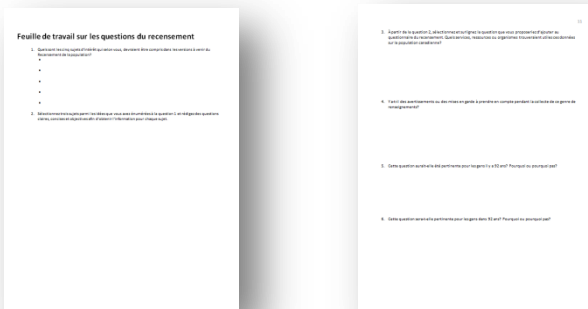 Feuille de travail sur les questions du recensement
1. Quels sont les cinq sujets d'intérêt qui selon vous, devraient être compris dans les versions à venir du
Recensement de la population?
•
•
•
•
•
2. Sélectionnez trois sujets parmi les idées que vous avez énumérées à la question 1, et rédigez des questions
claires, concises et objectives afin d'obtenir l'information pour chaque sujet.
3. À partir de la question 2, sélectionnez et surlignez la question que vous proposeriez d'ajouter au
questionnaire du recensement. Quels services, ressources ou organismes trouveraient utiles ces données
sur la population canadienne?
4. Y a-t-il des avertissements ou des mises en garde à prendre en compte pendant la collecte de ce genre de
renseignements?
5. Cette question aurait-elle été pertinente pour les gens il y a 92 ans? Pourquoi ou pourquoi pas?
6. Cette question sera-t-elle pertinente pour les gens dans 92 ans? Pourquoi ou pourquoi pas?